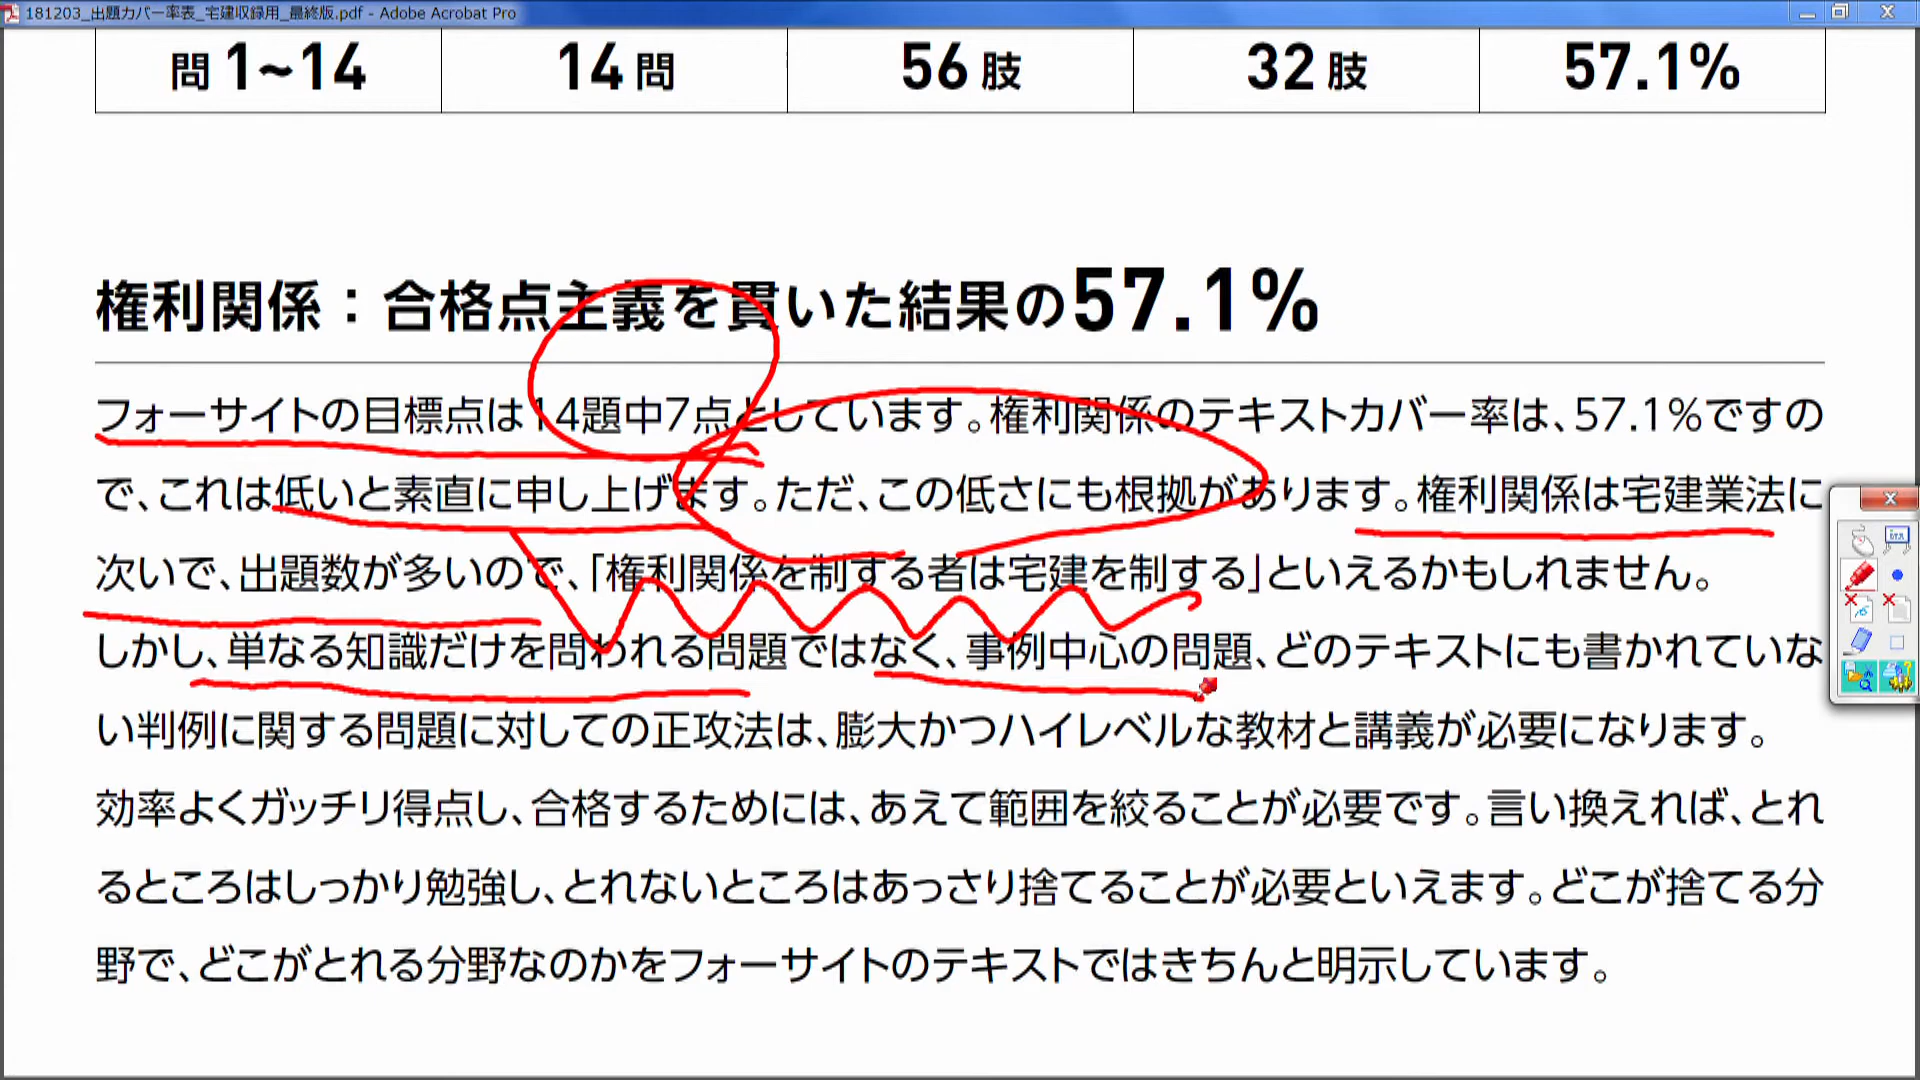 181203_出題カバー率表_宅建収録用_最終版.pdf - Adobe Acrobat Pro
問1~14 14問 56肢 32肢 57.1%
権利関係：合格点主義を貫いた結果の57.1%
フォーサイトの目標点は14題中7点としています。権利関係のテキストカバー率は、57.1%ですの
で、これは低いと素直に申し上げます。ただ、この低さにも根拠があります。権利関係は宅建業法に
次いで、出題数が多いので、「権利関係を制する者は宅建を制する」といえるかもしれません。
しかし、単なる知識だけを問われる問題ではなく、事例中心の問題、どのテキストにも書かれていな
い判例に関する問題に対しての正攻法は、膨大かつハイレベルな教材と講義が必要になります。
効率よくガッチリ得点し、合格するためには、あえて範囲を絞ることが必要です。言い換えれば、とれ
るところはしっかり勉強し、とれないところはあっさり捨てることが必要といえます。どこが捨てる分
野で、どこがとれる分野なのかをフォーサイトのテキストではきちんと明示しています。